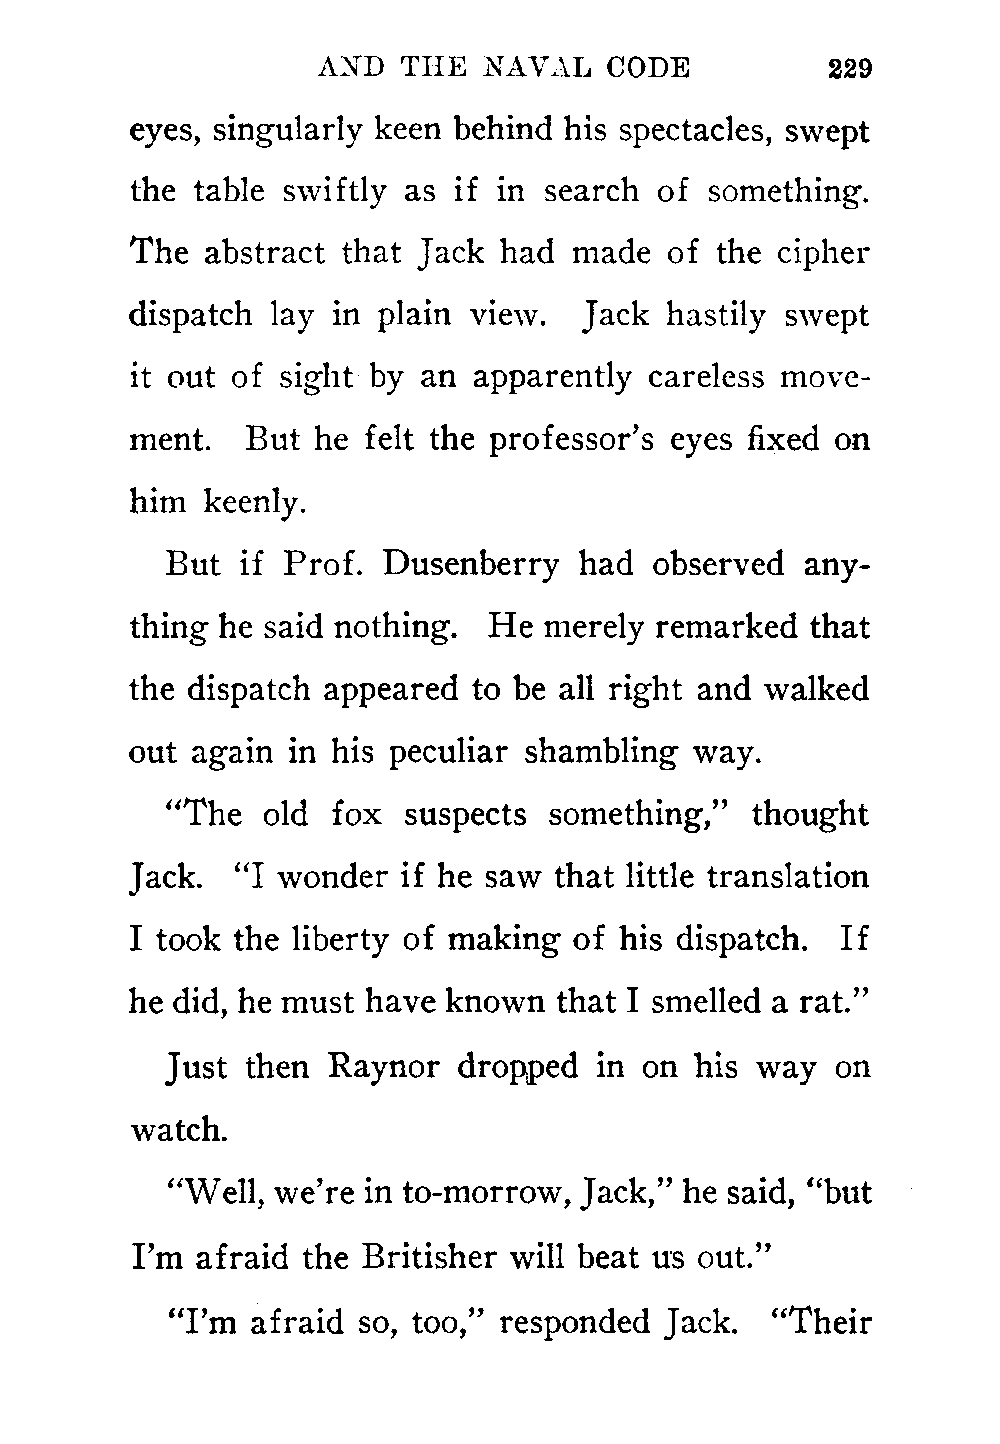 AND THE NAVAL CODE 229
eyes, singularly keen behind his spectacles, swept
the table swiftly as if in search of something.
The abstract that Jack had made of the cipher
dispatch lay in plain view. Jack hastily swept
it out of sight by an apparently careless move-
ment. But he felt the professor's eyes fixed on
him keenly.
But if Prof. Dusenberry had observed any-
thing he said nothing. He merely remarked that
the dispatch appeared to be all right and walked
out again in his peculiar shambling way.
“The old fox suspects something,” thought
Jack. “I wonder if he saw that little translation
I took the liberty of making of his dispatch. If
he did, he must have known that I smelled a rat.”
Just then Raynor dropped in on his way on
watch.
“Well, we're in to-morrow, Jack,” he said, “but
I'm afraid the Britisher will beat us out.”
“I'm afraid so, too,” responded Jack. “Their